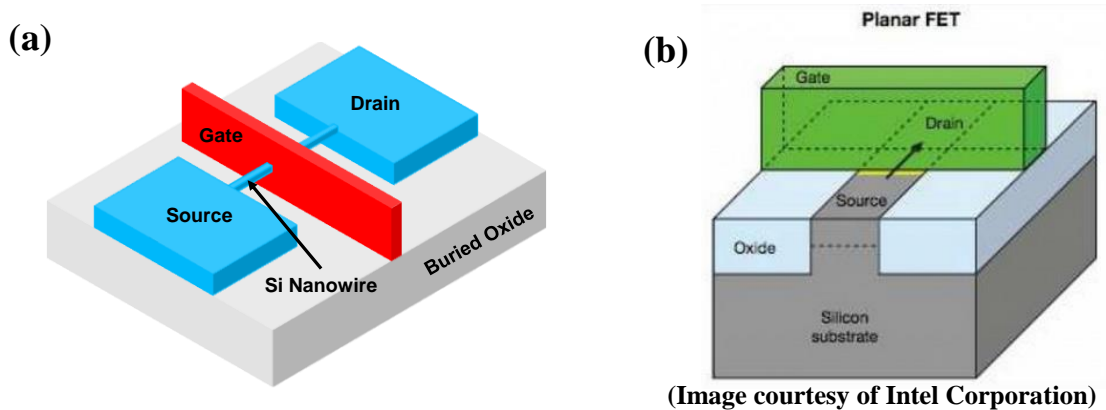 (a)
Drain
Gate
Source
Si Nanowire
Buried Oxide
Planar FET
(b)
Gate
Drain
Source
Oxide
Silicon
substrate
(Image courtesy of Intel Corporation)